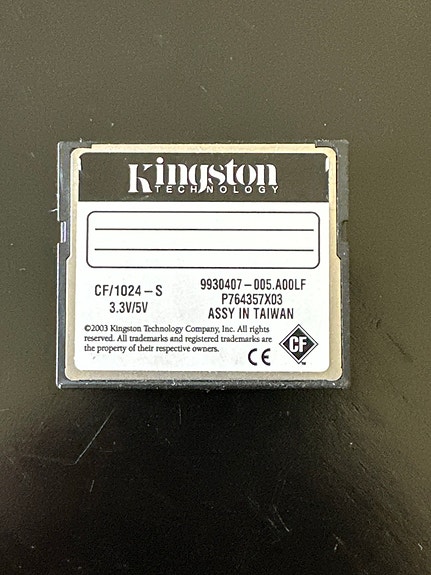 Kingston
TECHNOLOGY
CF/1024-S
3.3V/5V
9930407-005.A00LF
P764357X03
ASSY IN TAIWAN
©2003 Kingston Technology Company, Inc. All rights
reserved. All trademarks and registered trademarks are
the property of their respective owners.
CE
CF
TM